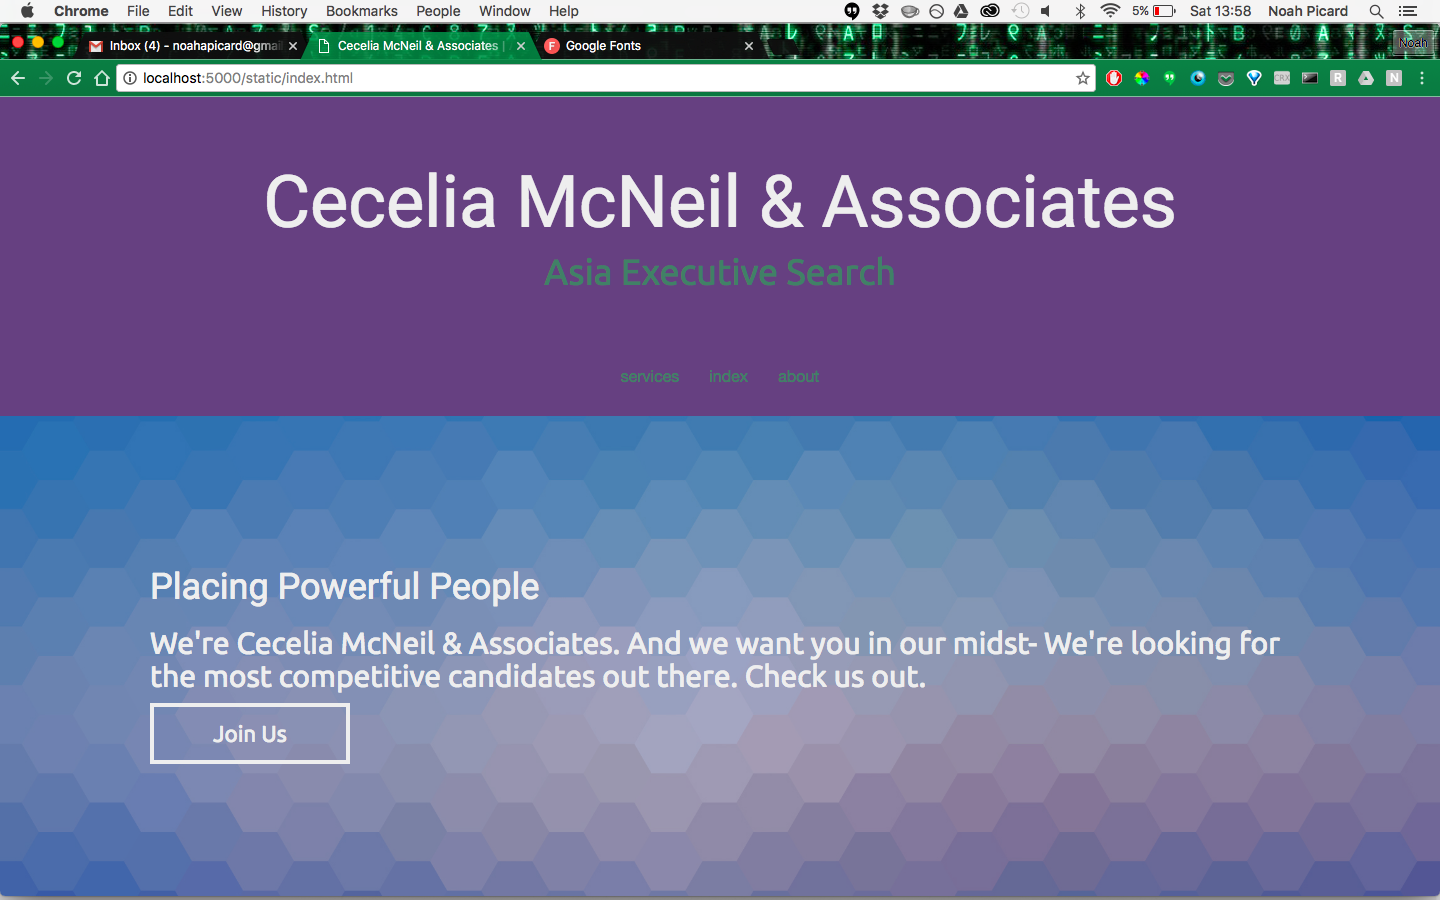 Chrome File Edit View History Bookmarks People Window Help 5% Sat 13:58 Noah Picard
Inbox (4) - noahapicard@gmai Cecelia McNeil & Associates | Google Fonts Noah
localhost:5000/static/index.html CRX R N
Cecelia McNeil & Associates
Asia Executive Search
services index about
Placing Powerful People
We're Cecelia McNeil & Associates. And we want you in our midst- We're looking for
the most competitive candidates out there. Check us out.
Join Us